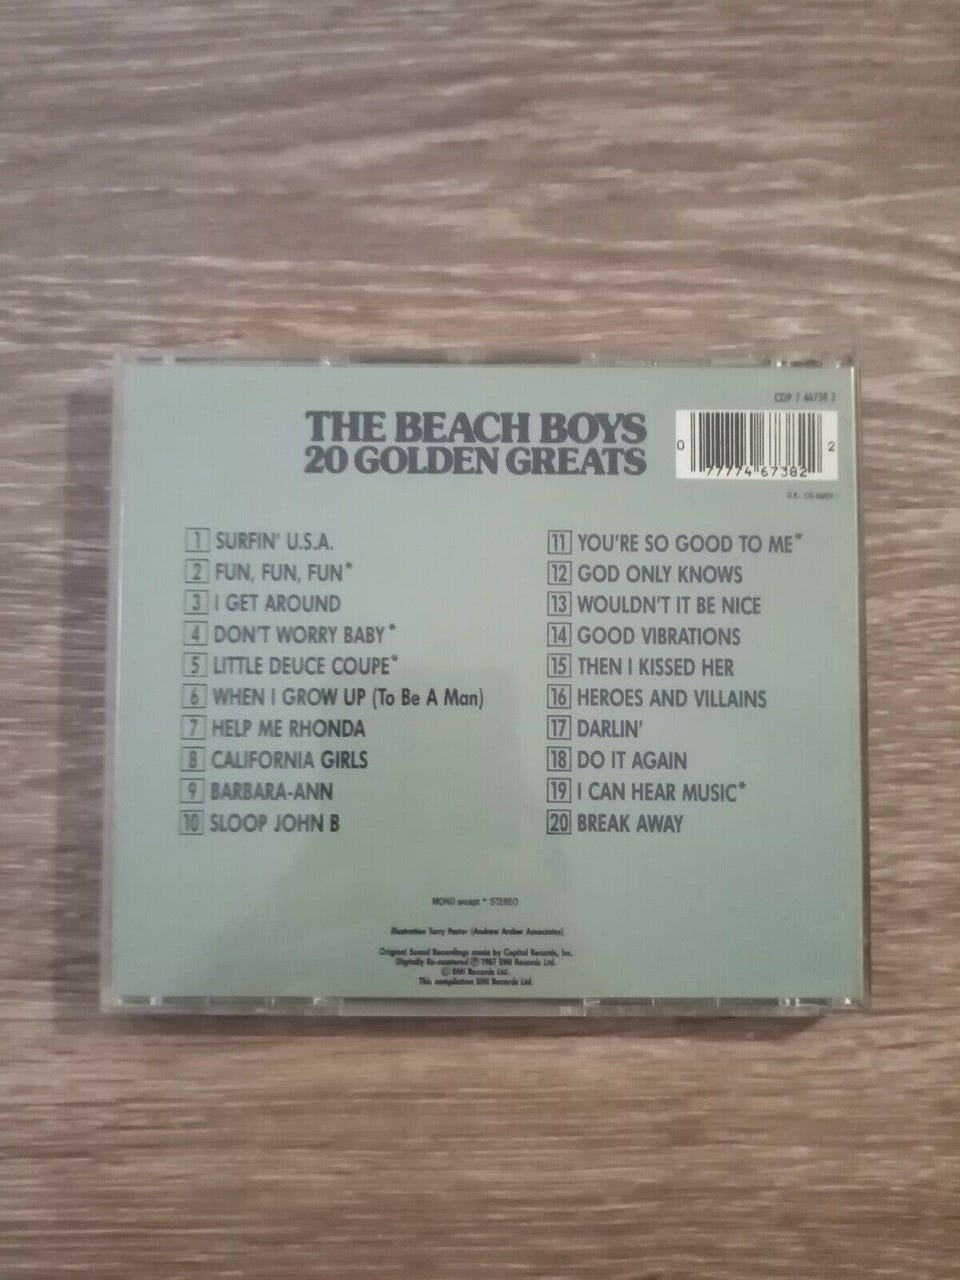 CDP 7 46738 2
THE BEACH BOYS
20 GOLDEN GREATS
0 77774 67382 2
1 SURFIN' U.S.A.
2 FUN, FUN, FUN*
3 I GET AROUND
4 DON'T WORRY BABY*
5 LITTLE DEUCE COUPE*
6 WHEN I GROW UP (To Be A Man)
7 HELP ME RHONDA
8 CALIFORNIA GIRLS
9 BARBARA-ANN
10 SLOOP JOHN B
11 YOU'RE SO GOOD TO ME*
12 GOD ONLY KNOWS
13 WOULDN'T IT BE NICE
14 GOOD VIBRATIONS
15 THEN I KISSED HER
16 HEROES AND VILLAINS
17 DARLIN'
18 DO IT AGAIN
19 I CAN HEAR MUSIC*
20 BREAK AWAY
MONO except * STEREO
Illustration Terry Pastor (Andrew Archer Associates)
Original Sound Recordings made by Capitol Records, Inc.
Digitally Re-mastered Ⓟ 1987 EMI Records Ltd.
© EMI Records Ltd.
This compilation EMI Records Ltd.